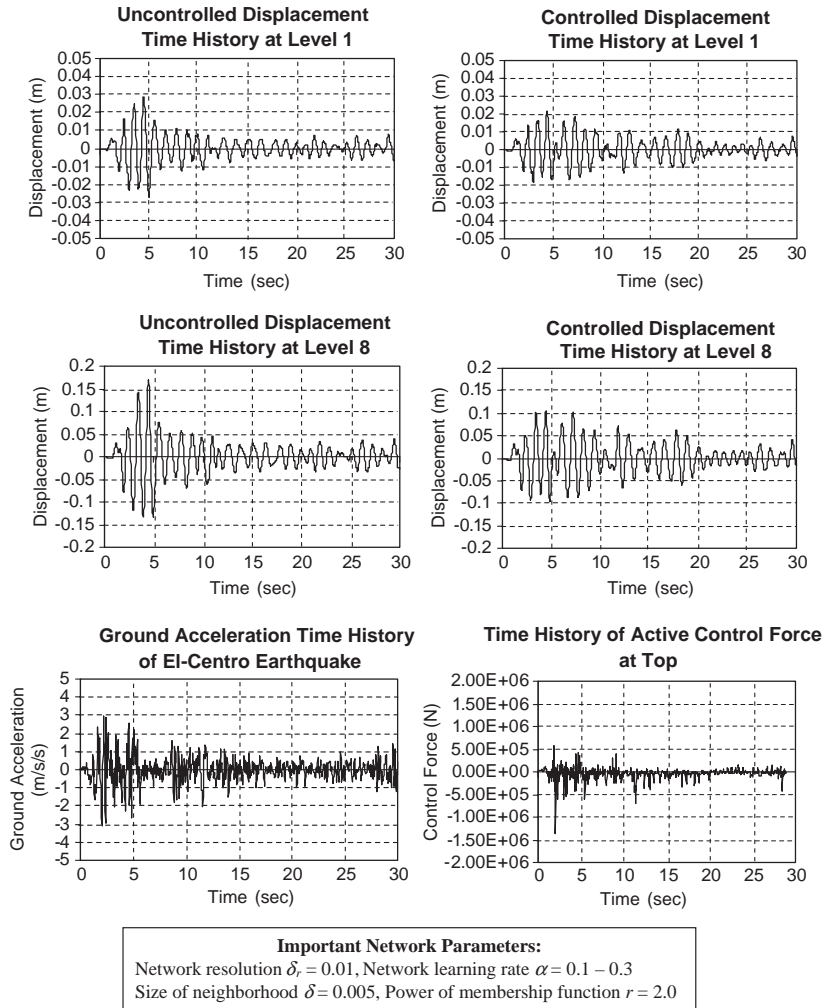 Uncontrolled Displacement
Time History at Level 1
0.05
0.04
0.03
0.02
0.01
0
-0.01
-0.02
-0.03
-0.04
-0.05
Displacement (m)
0 5 10 15 20 25 30
Time (sec)
Controlled Displacement
Time History at Level 1
0.05
0.04
0.03
0.02
0.01
0
-0.01
-0.02
-0.03
-0.04
-0.05
Displacement (m)
0 5 10 15 20 25 30
Time (sec)
Uncontrolled Displacement
Time History at Level 8
0.2
0.15
0.1
0.05
0
-0.05
-0.1
-0.15
-0.2
Displacement (m)
0 5 10 15 20 25 30
Time (sec)
Controlled Displacement
Time History at Level 8
0.2
0.15
0.1
0.05
0
-0.05
-0.1
-0.15
-0.2
Displacement (m)
0 5 10 15 20 25 30
Time (sec)
Ground Acceleration Time History
of El-Centro Earthquake
5
4
3
2
1
0
-1
-2
-3
-4
-5
Ground Acceleration
(m/s/s)
0 5 10 15 20 25 30
Time (sec)
Time History of Active Control Force
at Top
2.00E+06
1.50E+06
1.00E+06
5.00E+05
0.00E+00
-5.00E+05
-1.00E+06
-1.50E+06
-2.00E+06
Control Force (N)
0 5 10 15 20 25 30
Time (sec)
Important Network Parameters:
Network resolution δr = 0.01, Network learning rate α = 0.1 – 0.3
Size of neighborhood δ = 0.005, Power of membership function r = 2.0